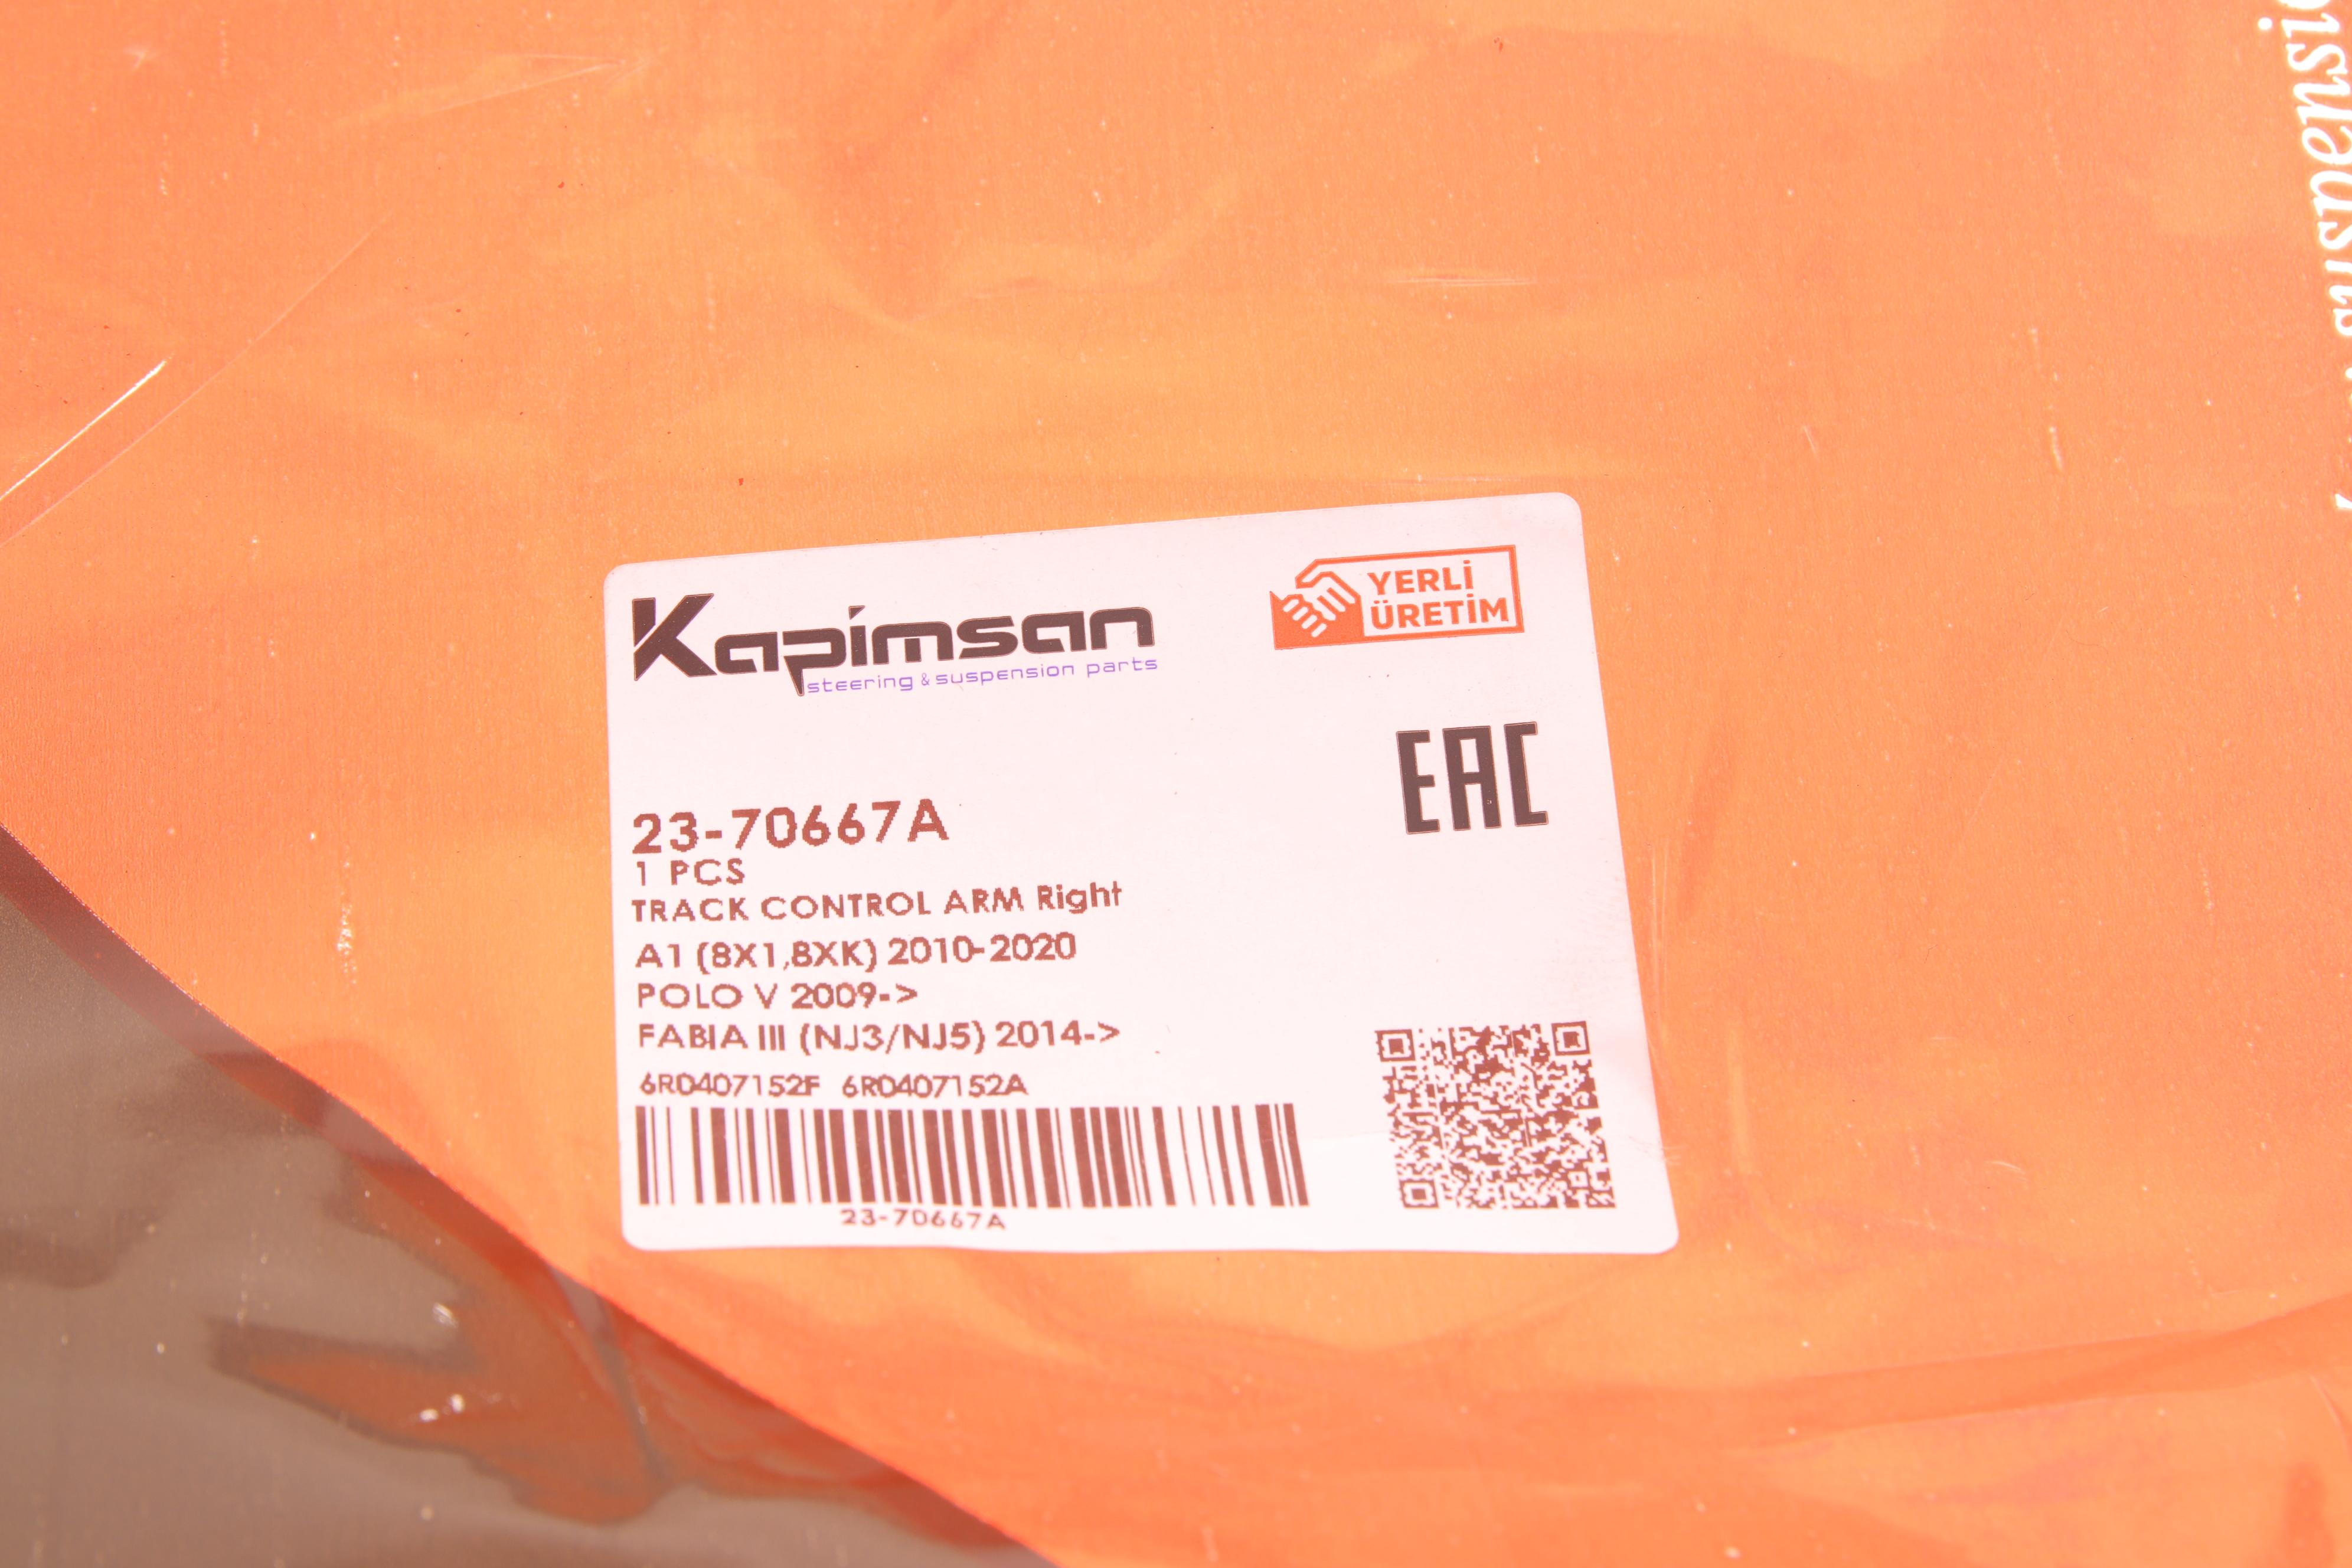 Kapimsan
steering & suspension parts
YERLİ
ÜRETİM
EAC
23-70667A
1 PCS
TRACK CONTROL ARM Right
A1 (8X1,8XK) 2010-2020
POLO V 2009->
FABIA III (NJ3/NJ5) 2014->
6R0407152F 6R0407152A
23-70667A